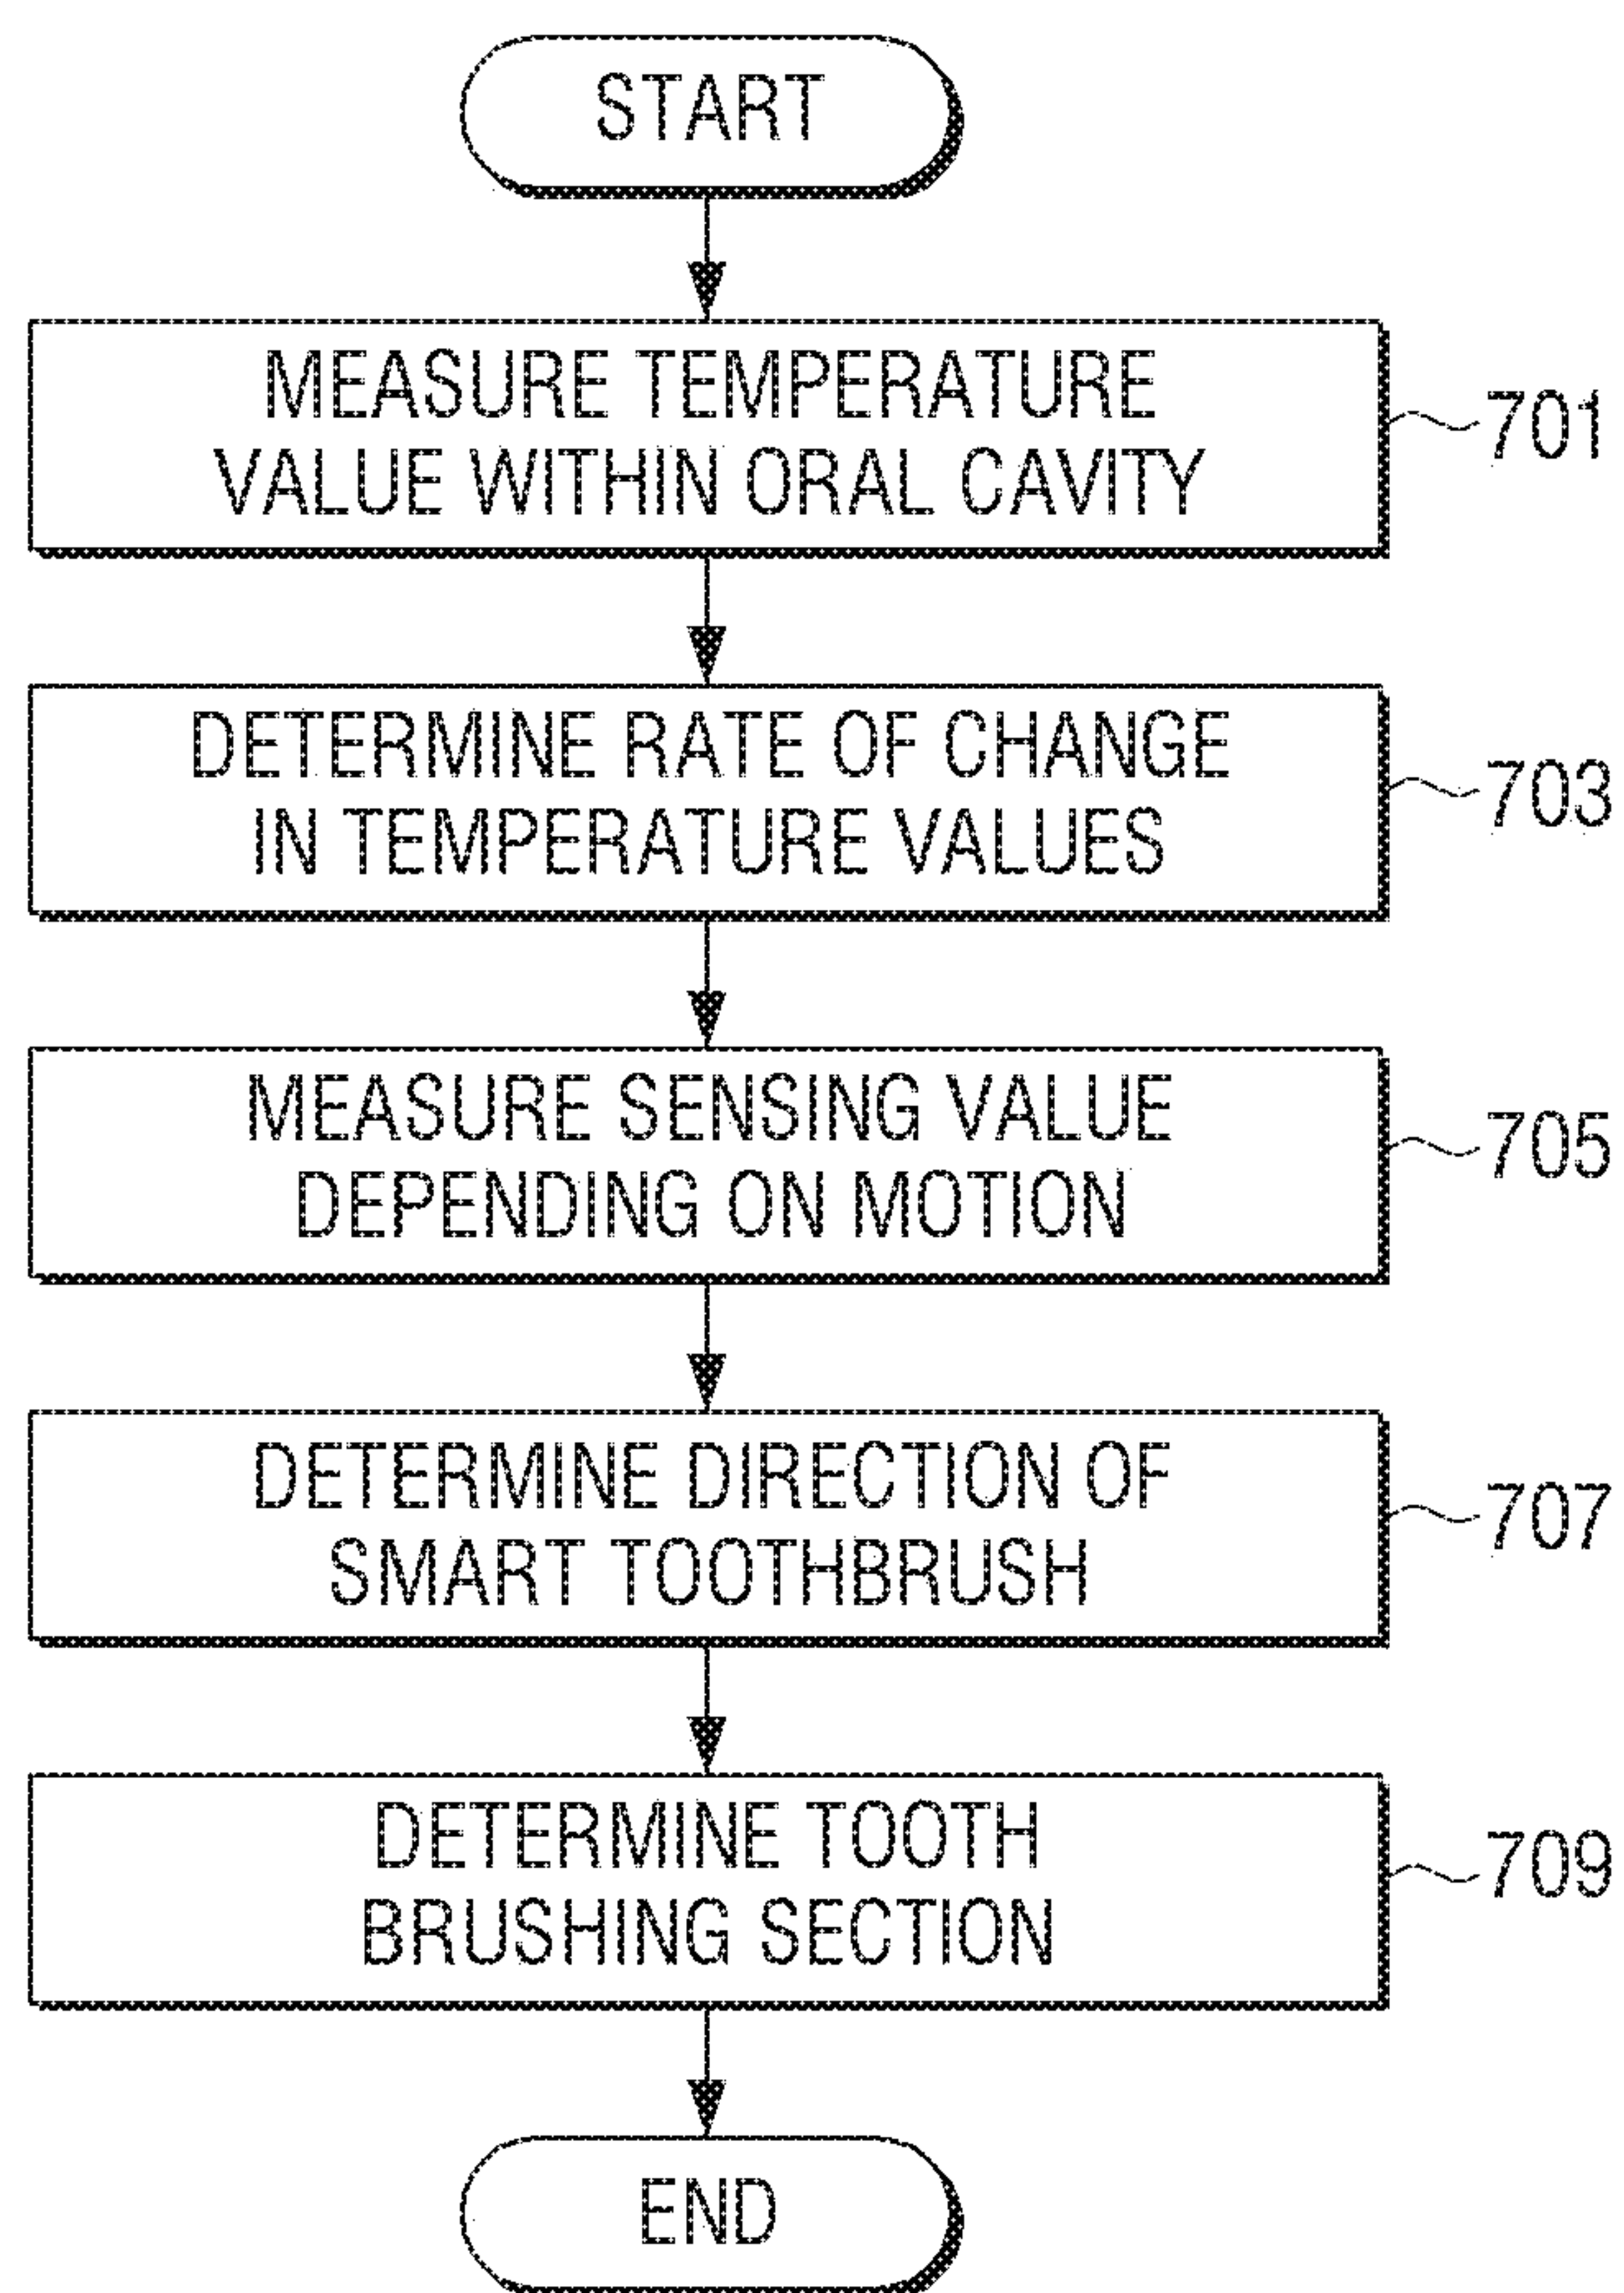 START
MEASURE TEMPERATURE
VALUE WITHIN ORAL CAVITY
701
DETERMINE RATE OF CHANGE
IN TEMPERATURE VALUES
703
MEASURE SENSING VALUE
DEPENDING ON MOTION
705
DETERMINE DIRECTION OF
SMART TOOTHBRUSH
707
DETERMINE TOOTH
BRUSHING SECTION
709
END